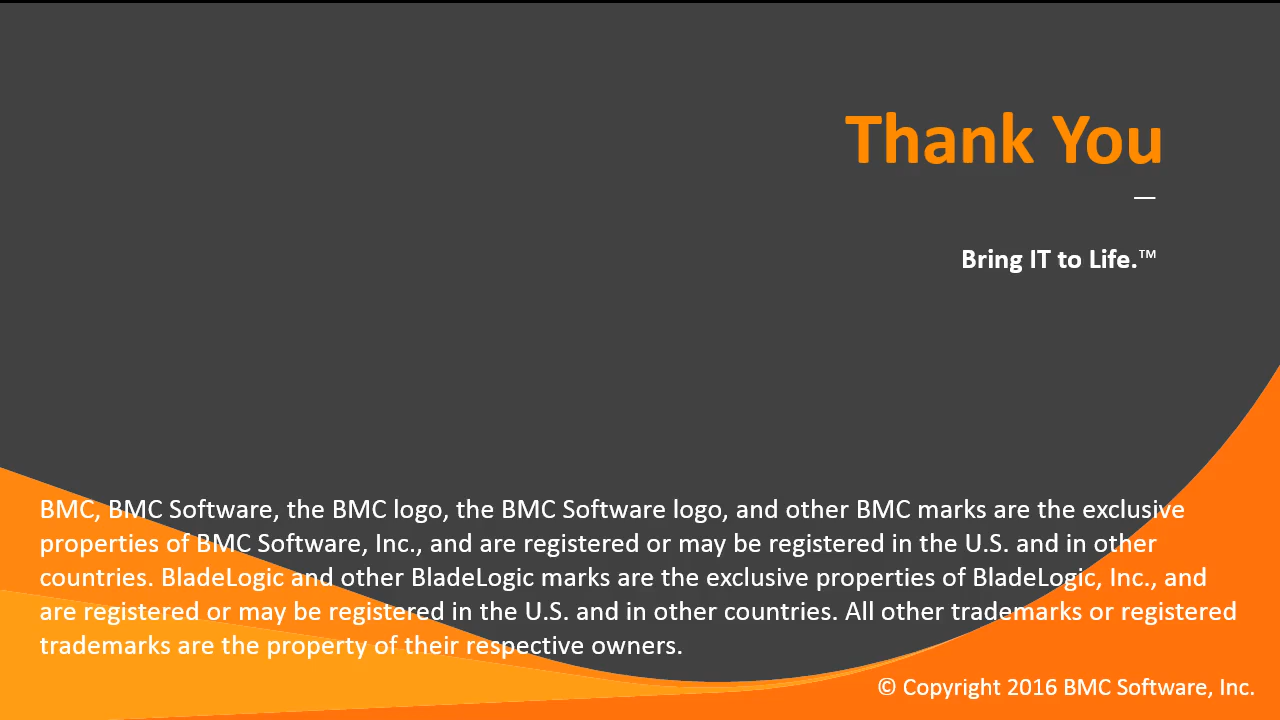 Thank You
Bring IT to Life.™
BMC, BMC Software, the BMC logo, the BMC Software logo, and other BMC marks are the exclusive
properties of BMC Software, Inc., and are registered or may be registered in the U.S. and in other
countries. BladeLogic and other BladeLogic marks are the exclusive properties of BladeLogic, Inc., and
are registered or may be registered in the U.S. and in other countries. All other trademarks or registered
trademarks are the property of their respective owners.
© Copyright 2016 BMC Software, Inc.